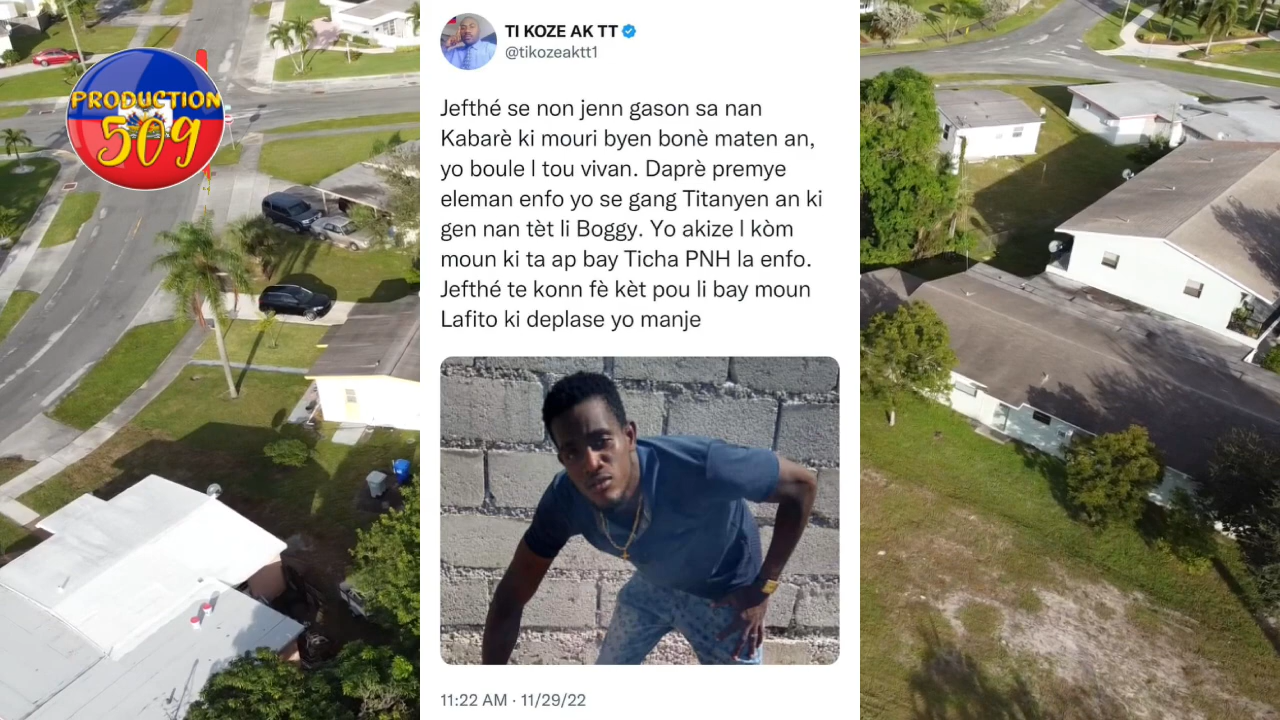 PRODUCTION
509
TI KOZE AK TT
@tikozeaktt1
Jefthé se non jenn gason sa nan
Kabarè ki mouri byen bonè maten an,
yo boule l tou vivan. Daprè premye
eleman enfo yo se gang Titanyen an ki
gen nan tèt li Boggy. Yo akize l kòm
moun ki ta ap bay Ticha PNH la enfo.
Jefthé te konn fè kèt pou li bay moun
Lafito ki deplase yo manje
11:22 AM · 11/29/22